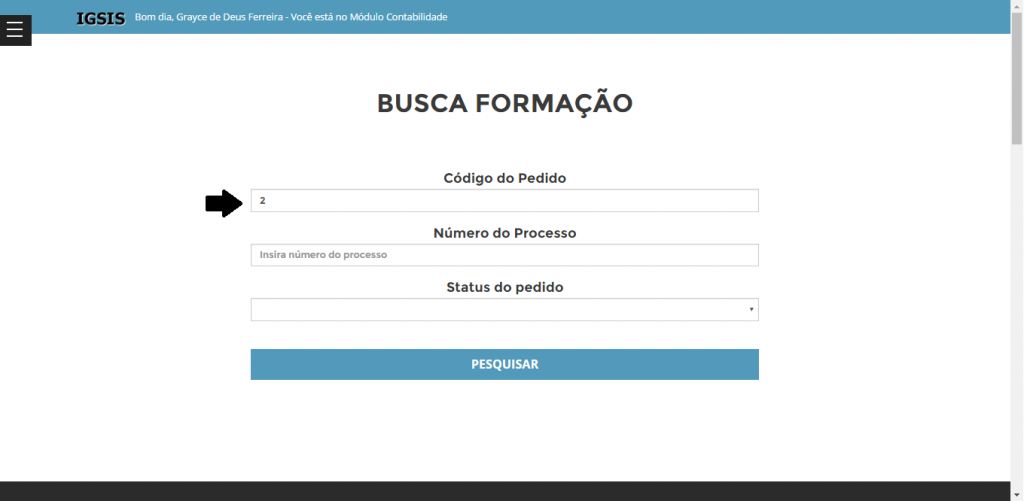 IGSIS Bom dia, Grayce de Deus Ferreira - Você está no Módulo Contabilidade
BUSCA FORMAÇÃO
Código do Pedido
2
Número do Processo
Insira número do processo
Status do pedido
PESQUISAR